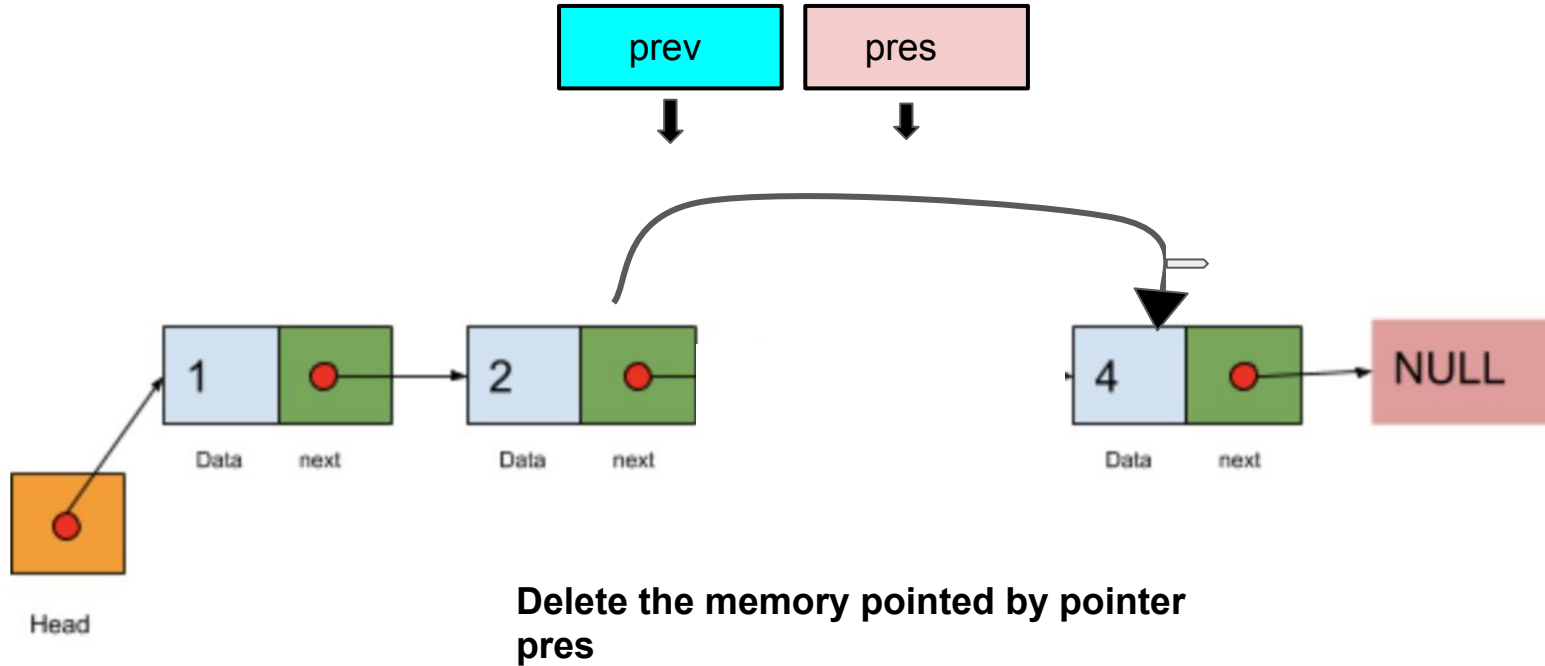 prev
pres
1
2
4
NULL
Data
next
Data
next
Data
next
Head
Delete the memory pointed by pointer
pres